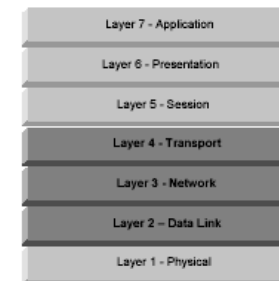 Layer 7 - Application
Layer 6 - Presentation
Layer 5 - Session
Layer 4 - Transport
Layer 3 - Network
Layer 2 – Data Link
Layer 1 - Physical